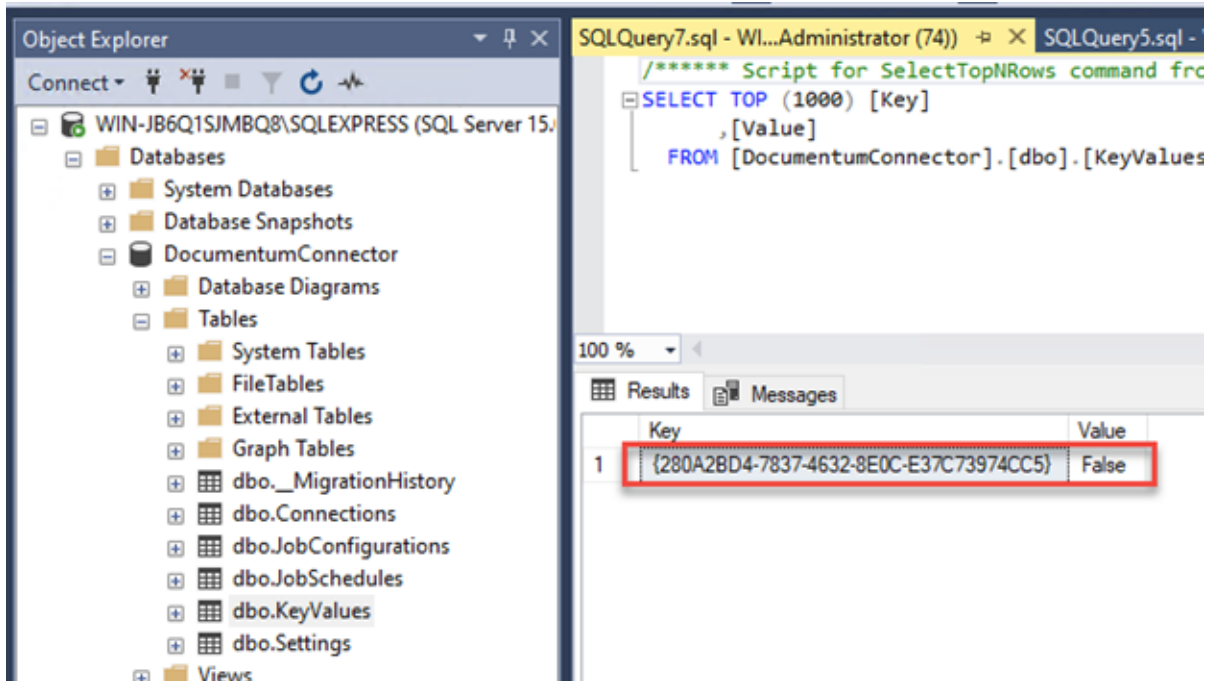 Object Explorer
Connect
WIN-JB6Q1SJMBQ8\SQLEXPRESS (SQL Server 15.
Databases
System Databases
Database Snapshots
DocumentumConnector
Database Diagrams
Tables
System Tables
FileTables
External Tables
Graph Tables
dbo.__MigrationHistory
dbo.Connections
dbo.JobConfigurations
dbo.JobSchedules
dbo.KeyValues
dbo.Settings
Views
SQLQuery7.sql - WI...Administrator (74)) SQLQuery5.sql -
/****** Script for SelectTopNRows command fro
SELECT TOP (1000) [Key]
,[Value]
FROM [DocumentumConnector].[dbo].[KeyValues
100 %
Results Messages
Key Value
1 {280A2BD4-7837-4632-8E0C-E37C73974CC5} False